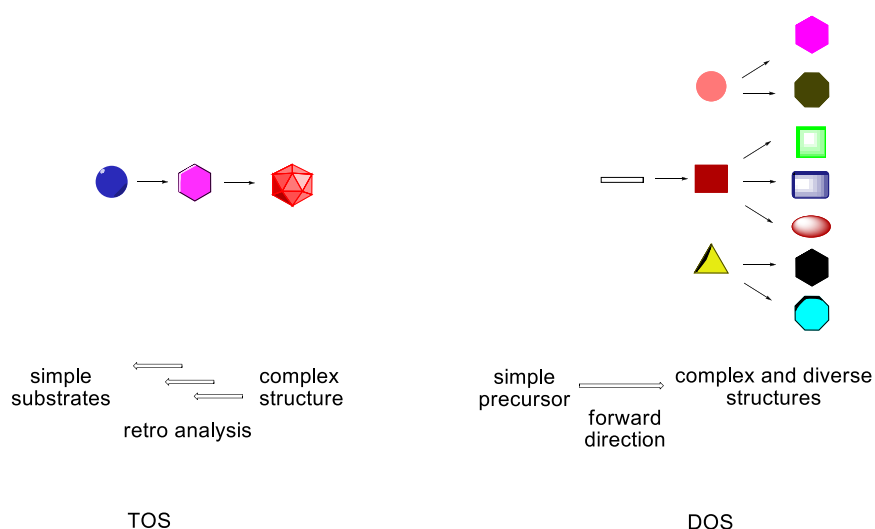 simple
substrates
complex
structure
retro analysis
TOS
simple
precursor
forward
direction
complex and diverse
structures
DOS